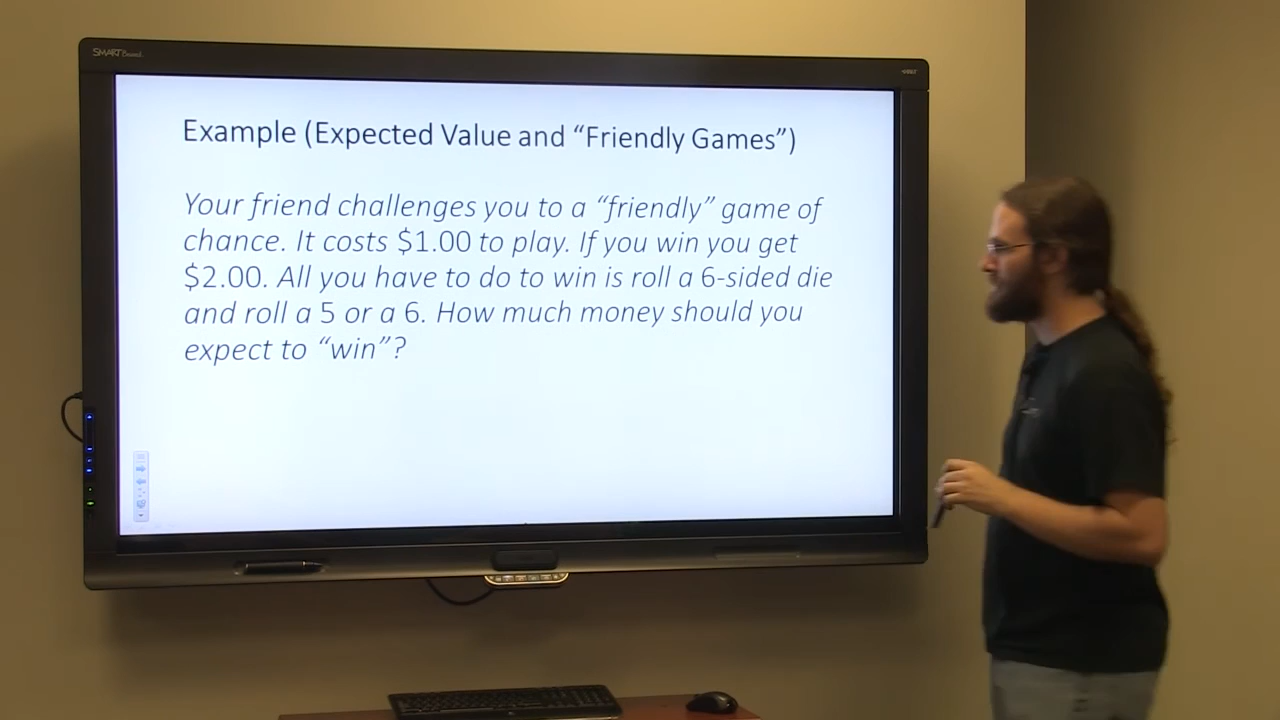 SMART Board
Example (Expected Value and “Friendly Games”)
Your friend challenges you to a “friendly” game of
chance. It costs $1.00 to play. If you win you get
$2.00. All you have to do to win is roll a 6-sided die
and roll a 5 or a 6. How much money should you
expect to “win”?